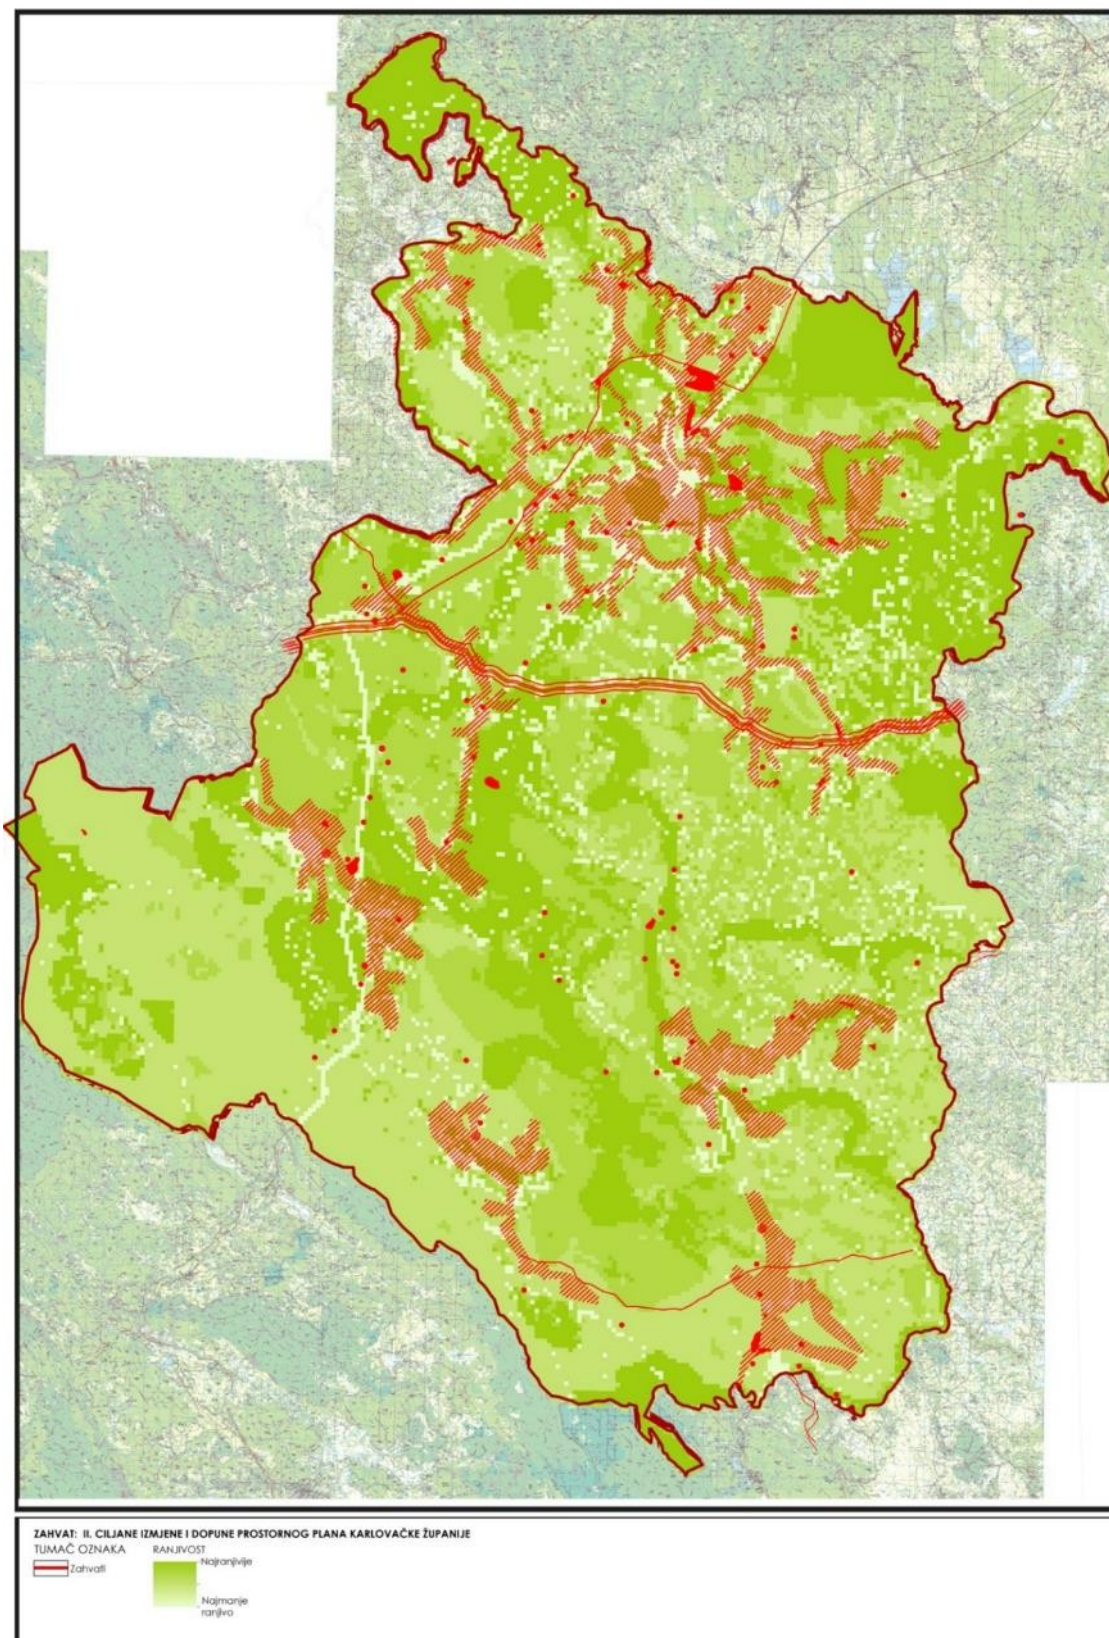 ZAHVAT: II. CILJANE IZMJENE I DOPUNE PROSTORNOG PLANA KARLOVAČKE ŽUPANIJE
TUMAČ OZNAKA
RANJIVOST
Zahvati
Najranjivije
Najmanje
ranjivo